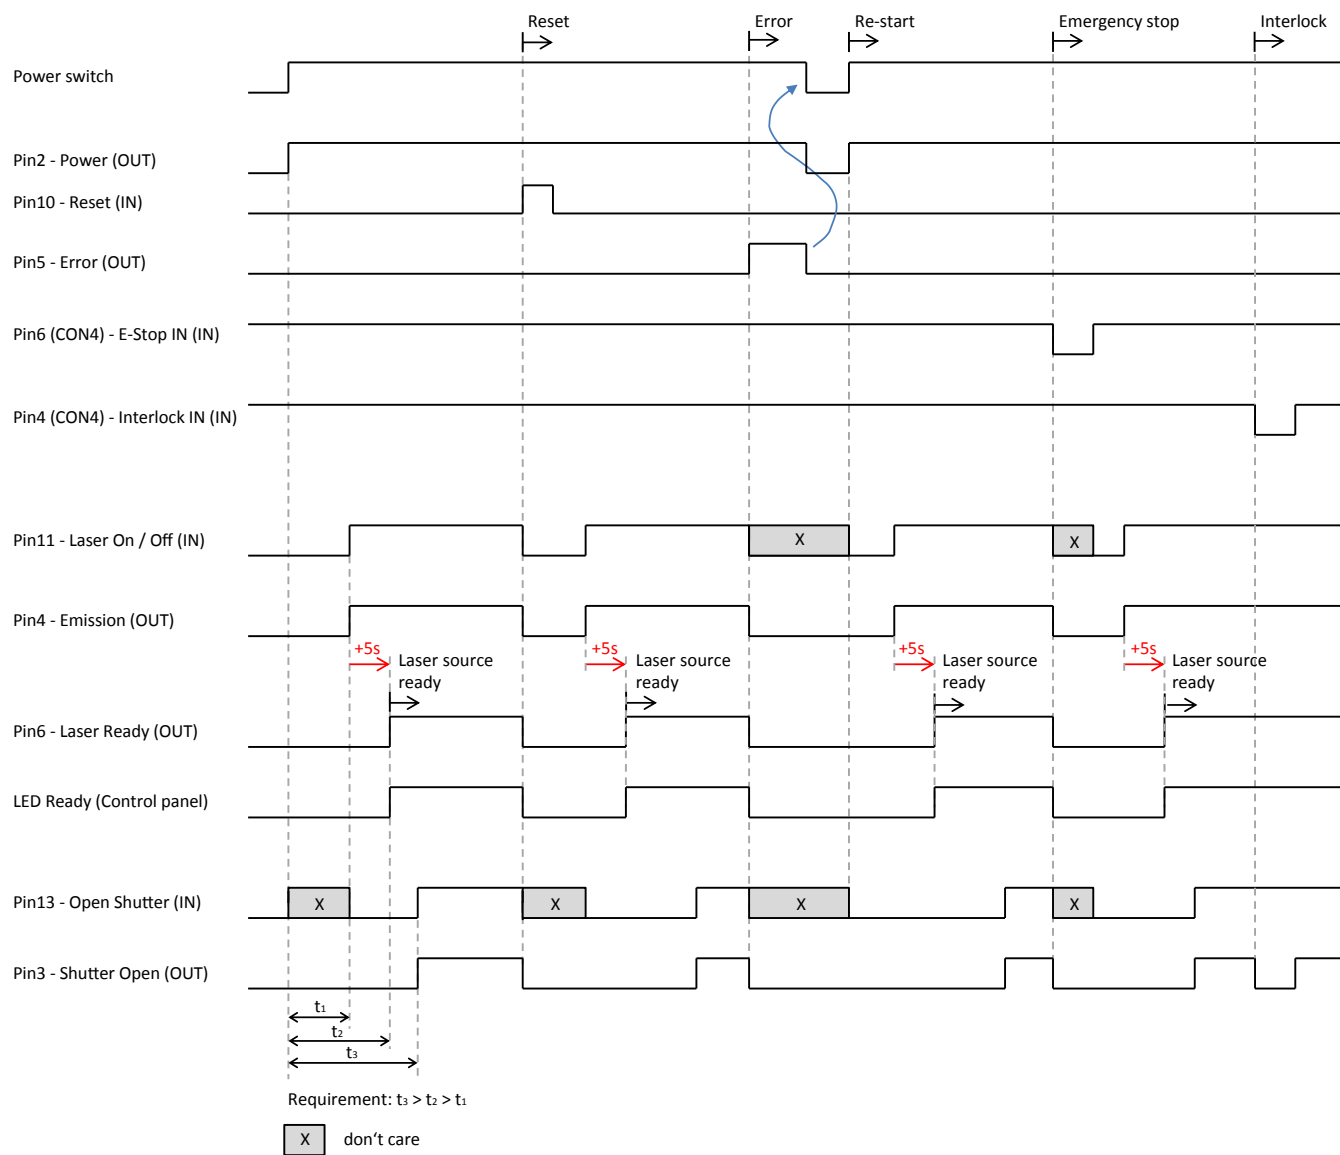 Reset
Error
Re-start
Emergency stop
Interlock
Power switch
Pin2 - Power (OUT)
Pin10 - Reset (IN)
Pin5 - Error (OUT)
Pin6 (CON4) - E-Stop IN (IN)
Pin4 (CON4) - Interlock IN (IN)
Pin11 - Laser On / Off (IN)
X
X
Pin4 - Emission (OUT)
+5s
Laser source
ready
+5s
Laser source
ready
+5s
Laser source
ready
+5s
Laser source
ready
Pin6 - Laser Ready (OUT)
LED Ready (Control panel)
Pin13 - Open Shutter (IN)
X
X
X
X
Pin3 - Shutter Open (OUT)
t₁
t₂
t₃
Requirement: t₃ > t₂ > t₁
X
don‘t care